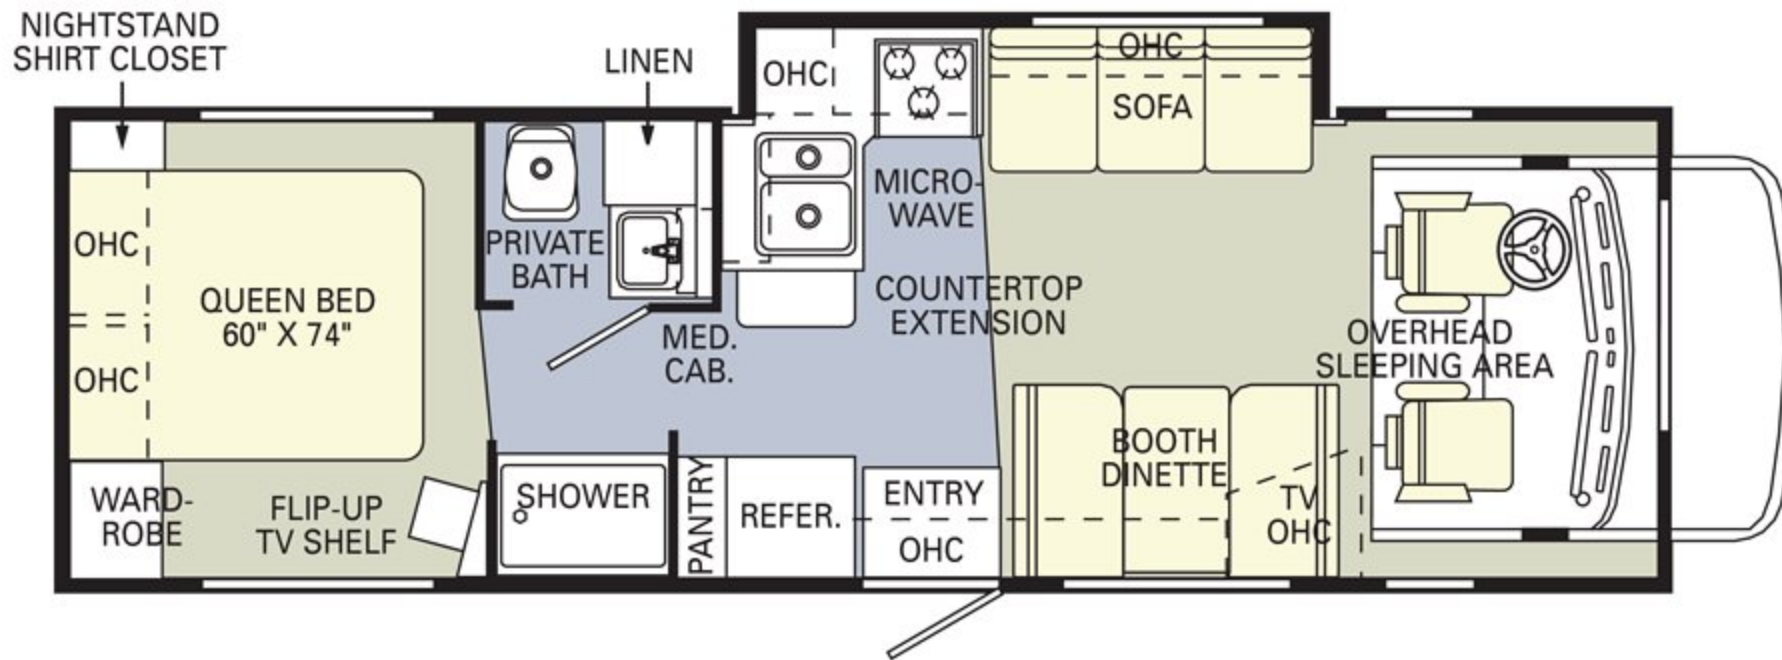 NIGHTSTAND
SHIRT CLOSET
LINEN
OHC
OHC
SOFA
MICRO-
WAVE
PRIVATE
BATH
OHC
QUEEN BED
60" X 74"
OHC
COUNTERTOP
EXTENSION
MED.
CAB.
OVERHEAD
SLEEPING AREA
BOOTH
DINETTE
WARD-
ROBE
FLIP-UP
TV SHELF
SHOWER
PANTRY
REFER.
ENTRY
OHC
TV
OHC